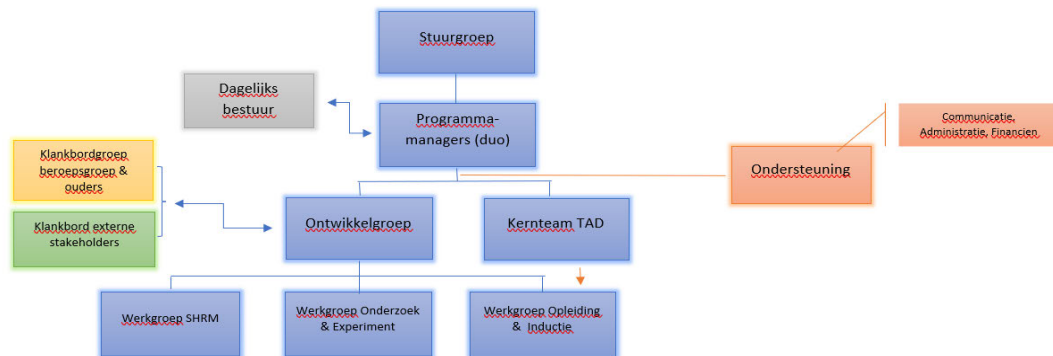 Stuurgroep
Dagelijks
bestuur
Programma-
managers (duo)
Communicatie,
Administratie, Financien
Klankbordgroep
beroepsgroep &
ouders
Ondersteuning
Klankbord externe
stakeholders
Ontwikkelgroep
Kernteam TAD
Werkgroep SHRM
Werkgroep Onderzoek
& Experiment
Werkgroep Opleiding
& Inductie